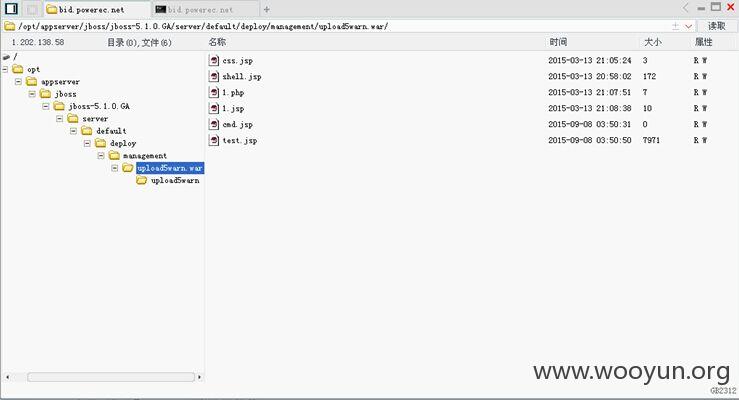 bid.powerec.net bid.powerec.net +
/opt/appserver/jboss/jboss-5.1.0.GA/server/default/deploy/management/upload5warn.war/ 读取
1.202.138.58 目录(0),文件(6) 名称 时间 大小 属性
/
opt
appserver
jboss
jboss-5.1.0.GA
server
default
deploy
management
upload5warn.war
upload5warn
css.jsp 2015-03-13 21:05:24 3 R W
shell.jsp 2015-03-13 20:58:02 172 R W
1.php 2015-03-13 21:07:51 7 R W
1.jsp 2015-03-13 21:08:38 10 R W
cmd.jsp 2015-09-08 03:50:31 0 R W
test.jsp 2015-09-08 03:50:50 7971 R W
www.wooyun.org
GB2312